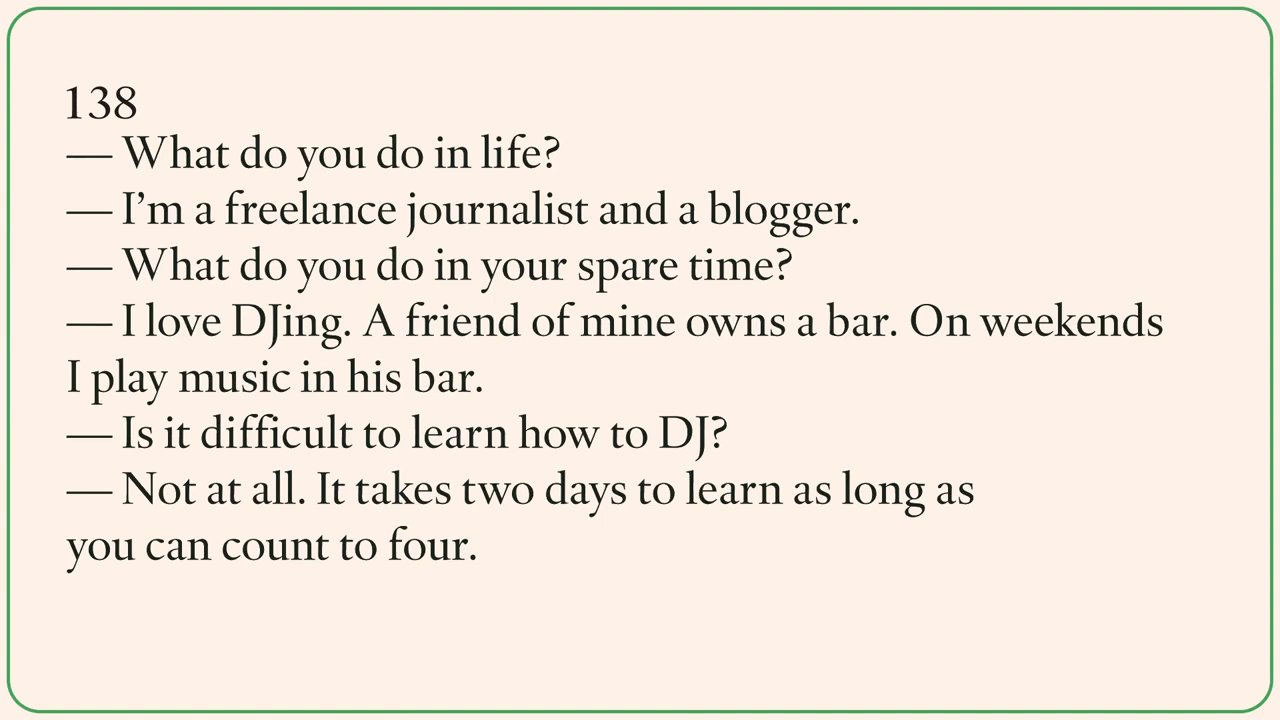 138
— What do you do in life?
— I’m a freelance journalist and a blogger.
— What do you do in your spare time?
— I love DJing. A friend of mine owns a bar. On weekends
I play music in his bar.
— Is it difficult to learn how to DJ?
— Not at all. It takes two days to learn as long as
you can count to four.